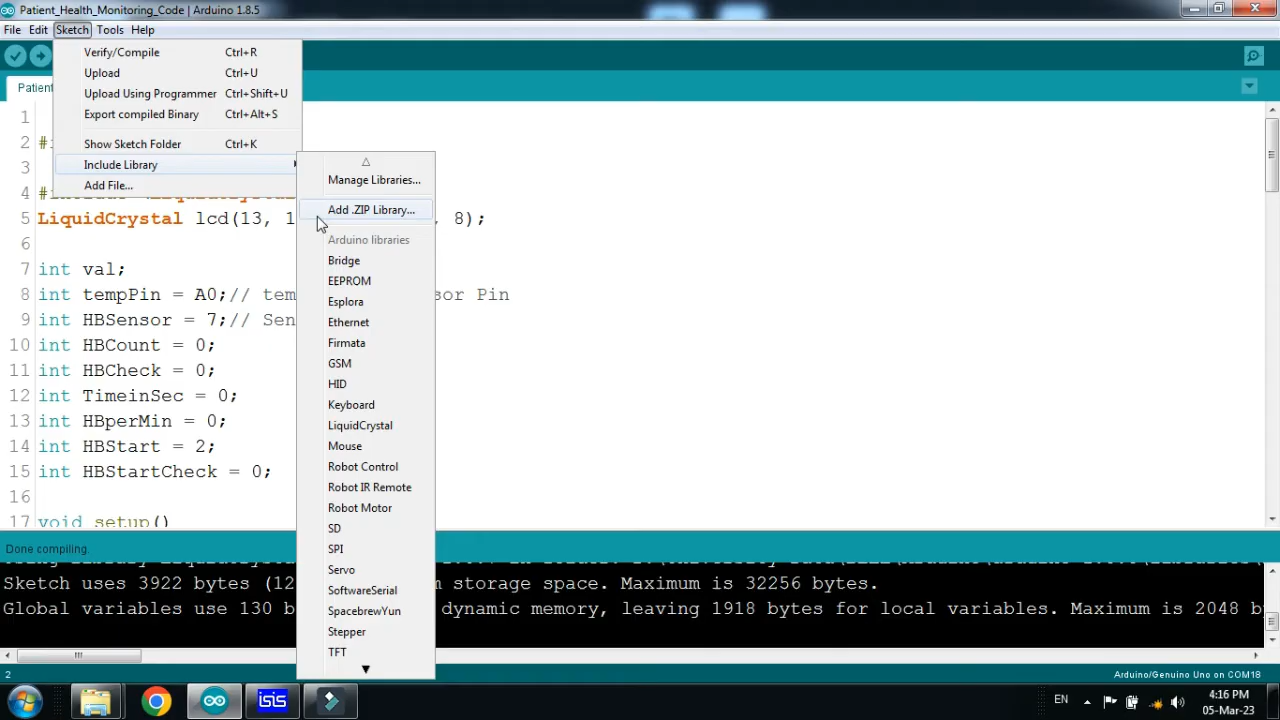 Patient_Health_Monitoring_Code | Arduino 1.8.5
File Edit Sketch Tools Help
Verify/Compile Ctrl+R
Upload Ctrl+U
Upload Using Programmer Ctrl+Shift+U
Export compiled Binary Ctrl+Alt+S
Show Sketch Folder Ctrl+K
Include Library
Add File...
Manage Libraries...
Add .ZIP Library...
Arduino libraries
Bridge
EEPROM
Esplora
Ethernet
Firmata
GSM
HID
Keyboard
LiquidCrystal
Mouse
Robot Control
Robot IR Remote
Robot Motor
SD
SPI
Servo
SoftwareSerial
SpacebrewYun
Stepper
TFT
Patien
1
2 #i
3
4 #
5 LiquidCrystal lcd(13, 1 , 8);
6
7 int val;
8 int tempPin = A0;// tem sor Pin
9 int HBSensor = 7;// Sen
10 int HBCount = 0;
11 int HBCheck = 0;
12 int TimeinSec = 0;
13 int HBperMin = 0;
14 int HBStart = 2;
15 int HBStartCheck = 0;
16
17 void setup()
Done compiling.
Sketch uses 3922 bytes (12 m storage space. Maximum is 32256 bytes.
Global variables use 130 b dynamic memory, leaving 1918 bytes for local variables. Maximum is 2048 b
2 Arduino/Genuino Uno on COM18
isis
EN
4:16 PM
05-Mar-23